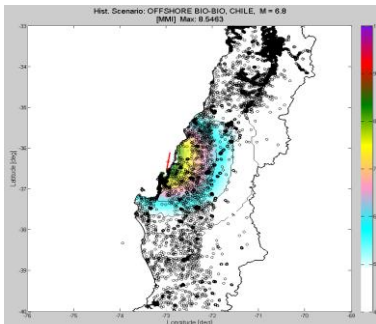 Hist. Scenario: OFFSHORE BIO-BIO, CHILE, M = 6.8
[MMI] Max: 8.5463
-33
-34
-35
-36
-37
-38
-39
-40
Latitude [deg]
-76 -75 -74 -73 -72 -71 -70 -69
Longitude [deg]